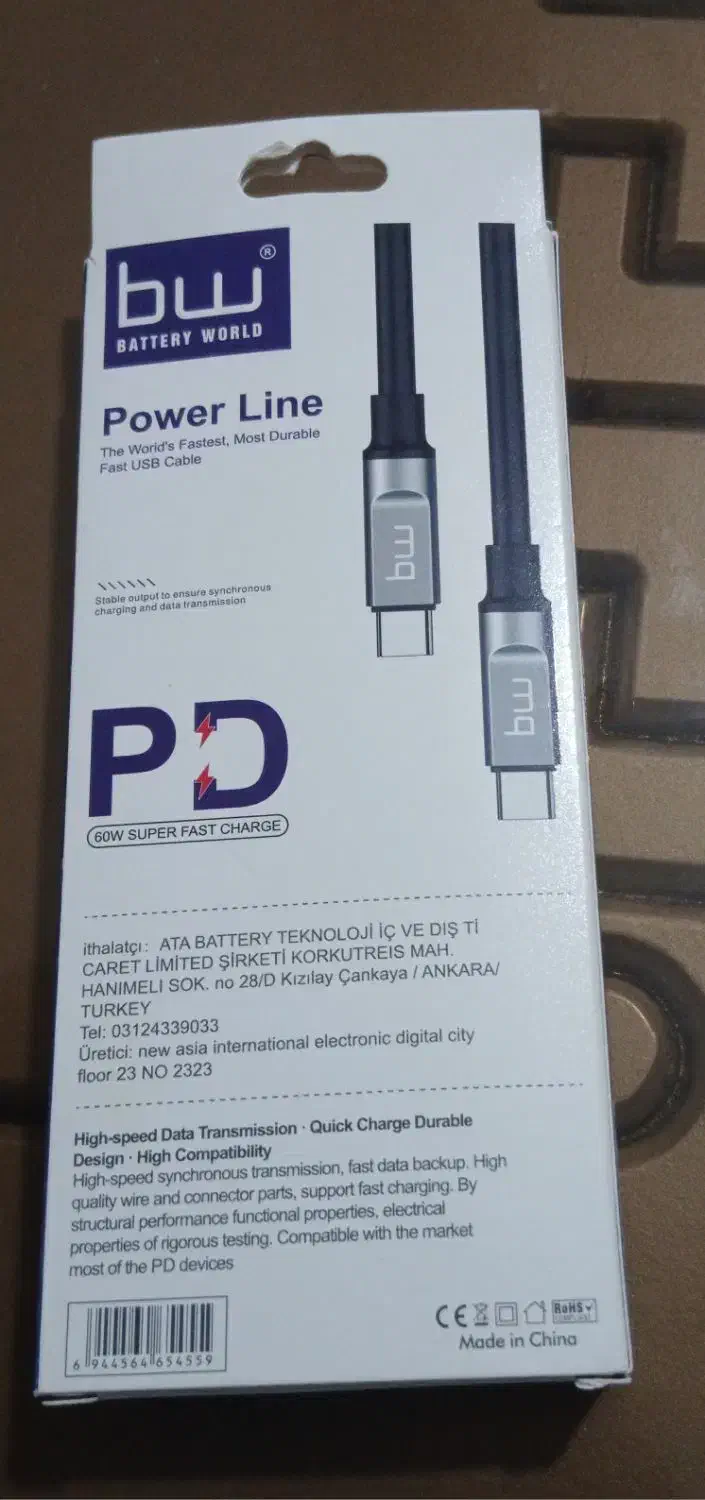 bw®
BATTERY WORLD
Power Line
The World's Fastest, Most Durable
Fast USB Cable
Stable output to ensure synchronous
charging and data transmission
bw
bw
PD
60W SUPER FAST CHARGE
ithalatçı: ATA BATTERY TEKNOLOJİ İÇ VE DIŞ Tİ
CARET LİMİTED ŞİRKETİ KORKUTREIS MAH.
HANIMELI SOK. no 28/D Kızılay Çankaya / ANKARA/
TURKEY
Tel: 03124339033
Üretici: new asia international electronic digital city
floor 23 NO 2323
High-speed Data Transmission · Quick Charge Durable
Design · High Compatibility
High-speed synchronous transmission, fast data backup. High
quality wire and connector parts, support fast charging. By
structural performance functional properties, electrical
properties of rigorous testing. Compatible with the market
most of the PD devices
6 944564 654559
CE RoHS
COMPLIANT
Made in China